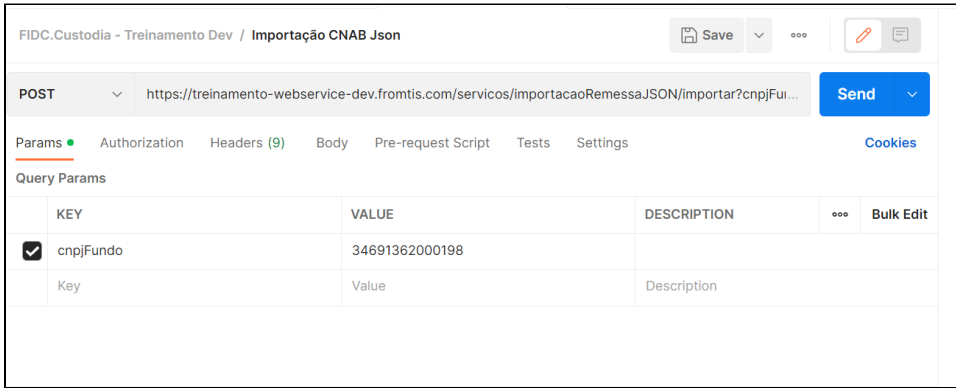 FIDC.Custodia - Treinamento Dev / Importação CNAB Json Save
POST https://treinamento-webservice-dev.fromtis.com/servicos/importacaoRemessaJSON/importar?cnpjFu... Send
Params Authorization Headers (9) Body Pre-request Script Tests Settings Cookies
Query Params
KEY VALUE DESCRIPTION Bulk Edit
cnpjFundo 34691362000198
Key Value Description